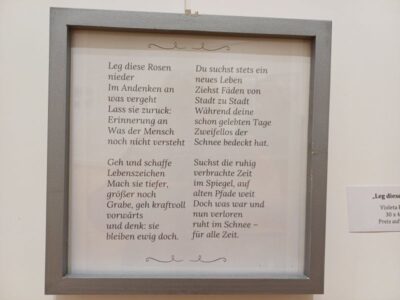 Leg diese Rosen
nieder
Im Andenken an
was vergeht
Lass sie zurück:
Erinnerung an
Was der Mensch
noch nicht versteht
Geh und schaffe
Lebenszeichen
Mach sie tiefer,
größer noch
Grabe, geh kraftvoll
vorwärts
und denk: sie
bleiben ewig doch.
Du suchst stets ein
neues Leben
Ziehst Fäden von
Stadt zu Stadt
Während deine
schon gelebten Tage
Zweifellos der
Schnee bedeckt hat.
Suchst die ruhig
verbrachte Zeit
im Spiegel, auf
alten Pfade weit
Doch was war und
nun verloren
ruht im Schnee –
für alle Zeit.
„Leg diese
Violeta
30 x
Preis auf